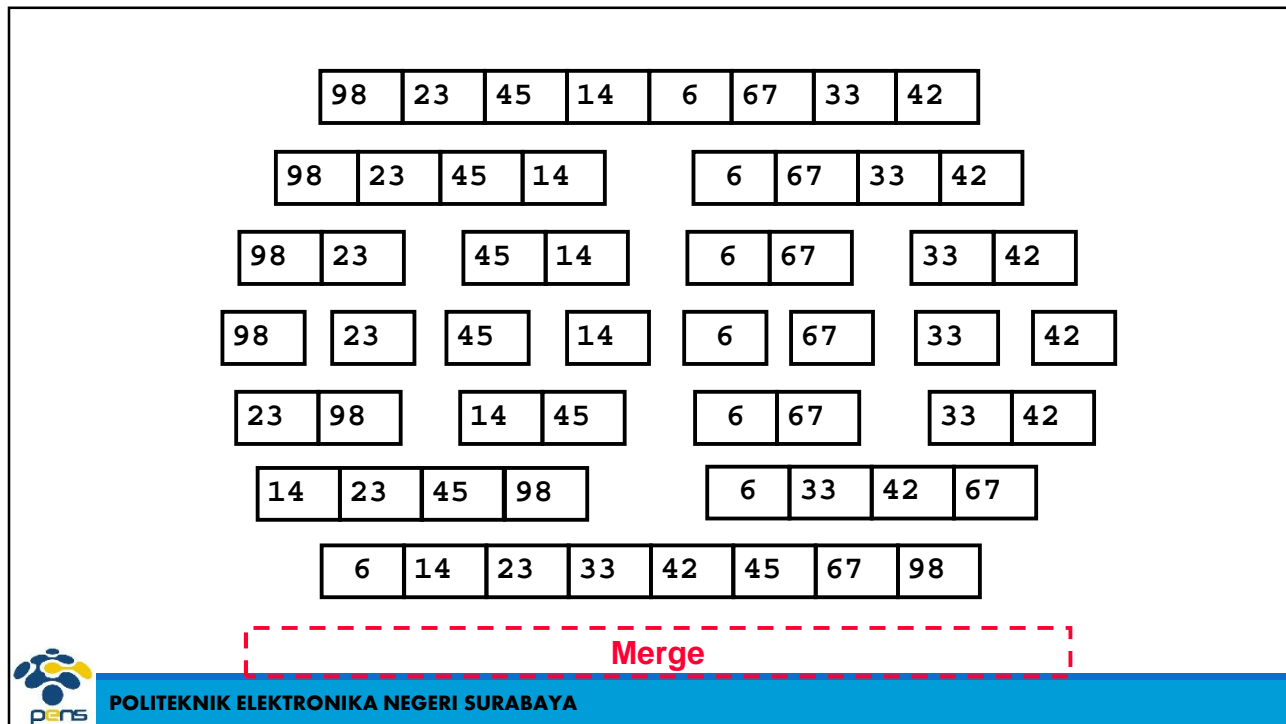 98 23 45 14 6 67 33 42
98 23 45 14 6 67 33 42
98 23 45 14 6 67 33 42
98 23 45 14 6 67 33 42
23 98 14 45 6 67 33 42
14 23 45 98 6 33 42 67
6 14 23 33 42 45 67 98
Merge
POLITEKNIK ELEKTRONIKA NEGERI SURABAYA
pens